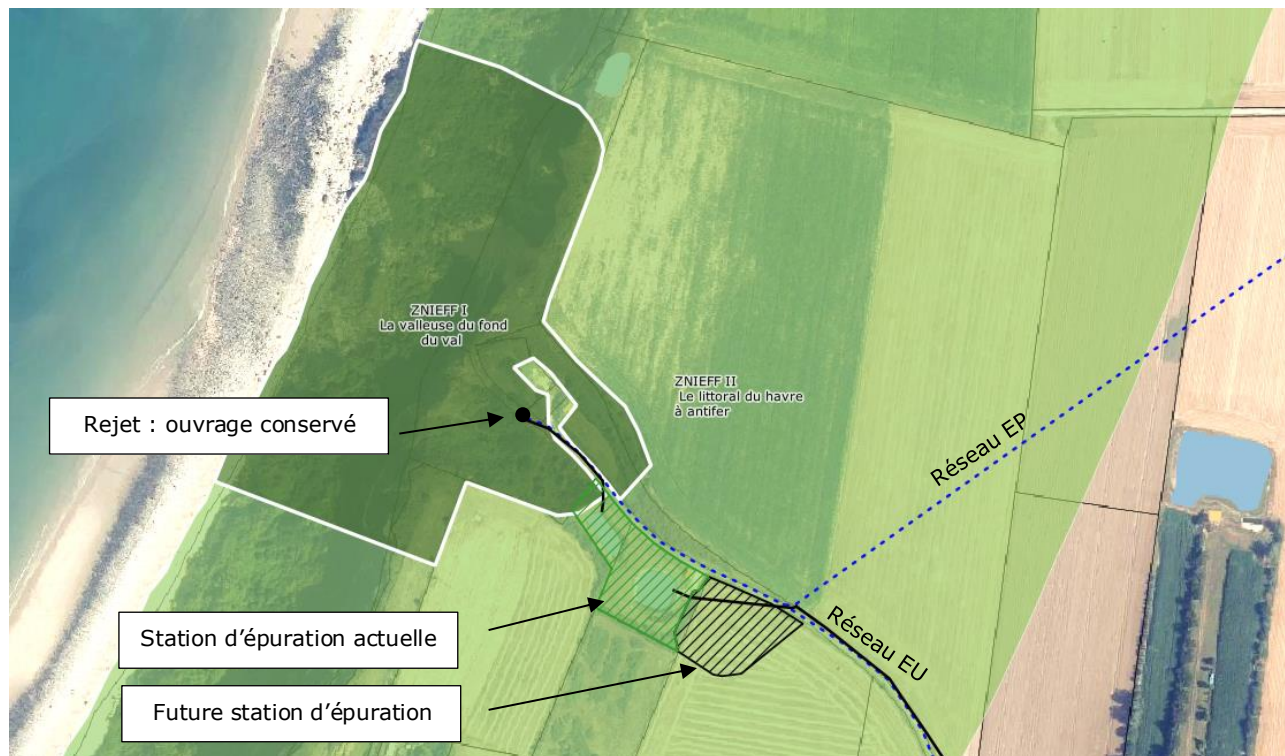 ZNIEFF I
La valleuse du fond
du val
ZNIEFF II
Le littoral du havre
à antifer
Rejet : ouvrage conservé
Réseau EP
Station d’épuration actuelle
Réseau EU
Future station d’épuration